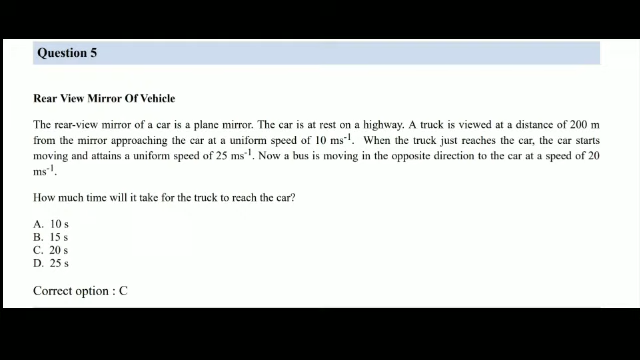 Question 5
Rear View Mirror Of Vehicle
The rear-view mirror of a car is a plane mirror. The car is at rest on a highway. A truck is viewed at a distance of 200 m
from the mirror approaching the car at a uniform speed of 10 ms⁻¹. When the truck just reaches the car, the car starts
moving and attains a uniform speed of 25 ms⁻¹. Now a bus is moving in the opposite direction to the car at a speed of 20
ms⁻¹.
How much time will it take for the truck to reach the car?
A. 10 s
B. 15 s
C. 20 s
D. 25 s
Correct option : C